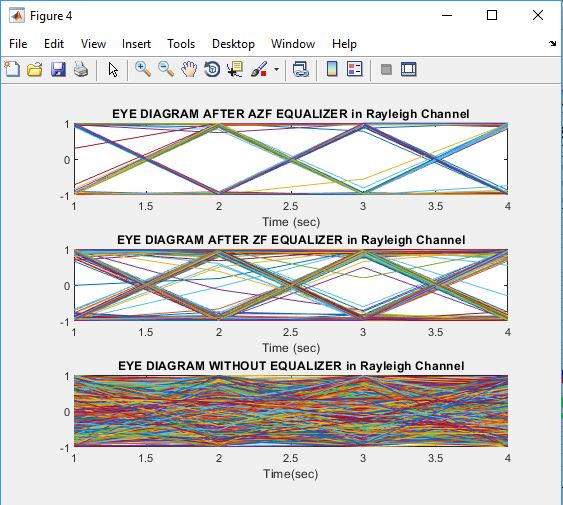 Figure 4
File Edit View Insert Tools Desktop Window Help
EYE DIAGRAM AFTER AZF EQUALIZER in Rayleigh Channel
1
0
-1
1 1.5 2 2.5 3 3.5 4
Time (sec)
EYE DIAGRAM AFTER ZF EQUALIZER in Rayleigh Channel
1
0
-1
1 1.5 2 2.5 3 3.5 4
Time (sec)
EYE DIAGRAM WITHOUT EQUALIZER in Rayleigh Channel
1
0
-1
1 1.5 2 2.5 3 3.5 4
Time(sec)